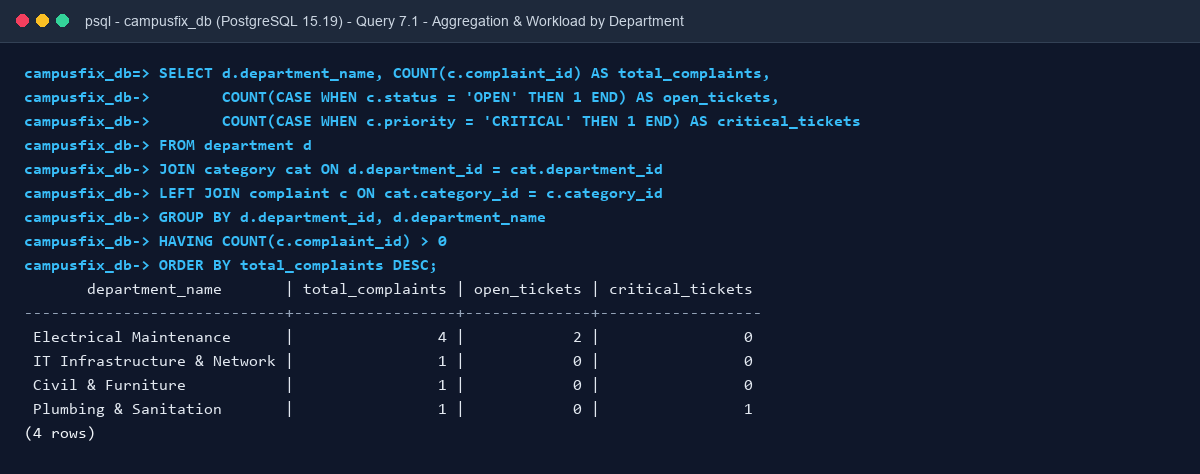 psql - campusfix_db (PostgreSQL 15.19) - Query 7.1 - Aggregation & Workload by Department
campusfix_db=> SELECT d.department_name, COUNT(c.complaint_id) AS total_complaints,
campusfix_db->        COUNT(CASE WHEN c.status = 'OPEN' THEN 1 END) AS open_tickets,
campusfix_db->        COUNT(CASE WHEN c.priority = 'CRITICAL' THEN 1 END) AS critical_tickets
campusfix_db-> FROM department d
campusfix_db-> JOIN category cat ON d.department_id = cat.department_id
campusfix_db-> LEFT JOIN complaint c ON cat.category_id = c.category_id
campusfix_db-> GROUP BY d.department_id, d.department_name
campusfix_db-> HAVING COUNT(c.complaint_id) > 0
campusfix_db-> ORDER BY total_complaints DESC;
       department_name       | total_complaints | open_tickets | critical_tickets
-----------------------------+------------------+--------------+------------------
 Electrical Maintenance      |                4 |            2 |                0
 IT Infrastructure & Network |                1 |            0 |                0
 Civil & Furniture           |                1 |            0 |                0
 Plumbing & Sanitation       |                1 |            0 |                1
(4 rows)